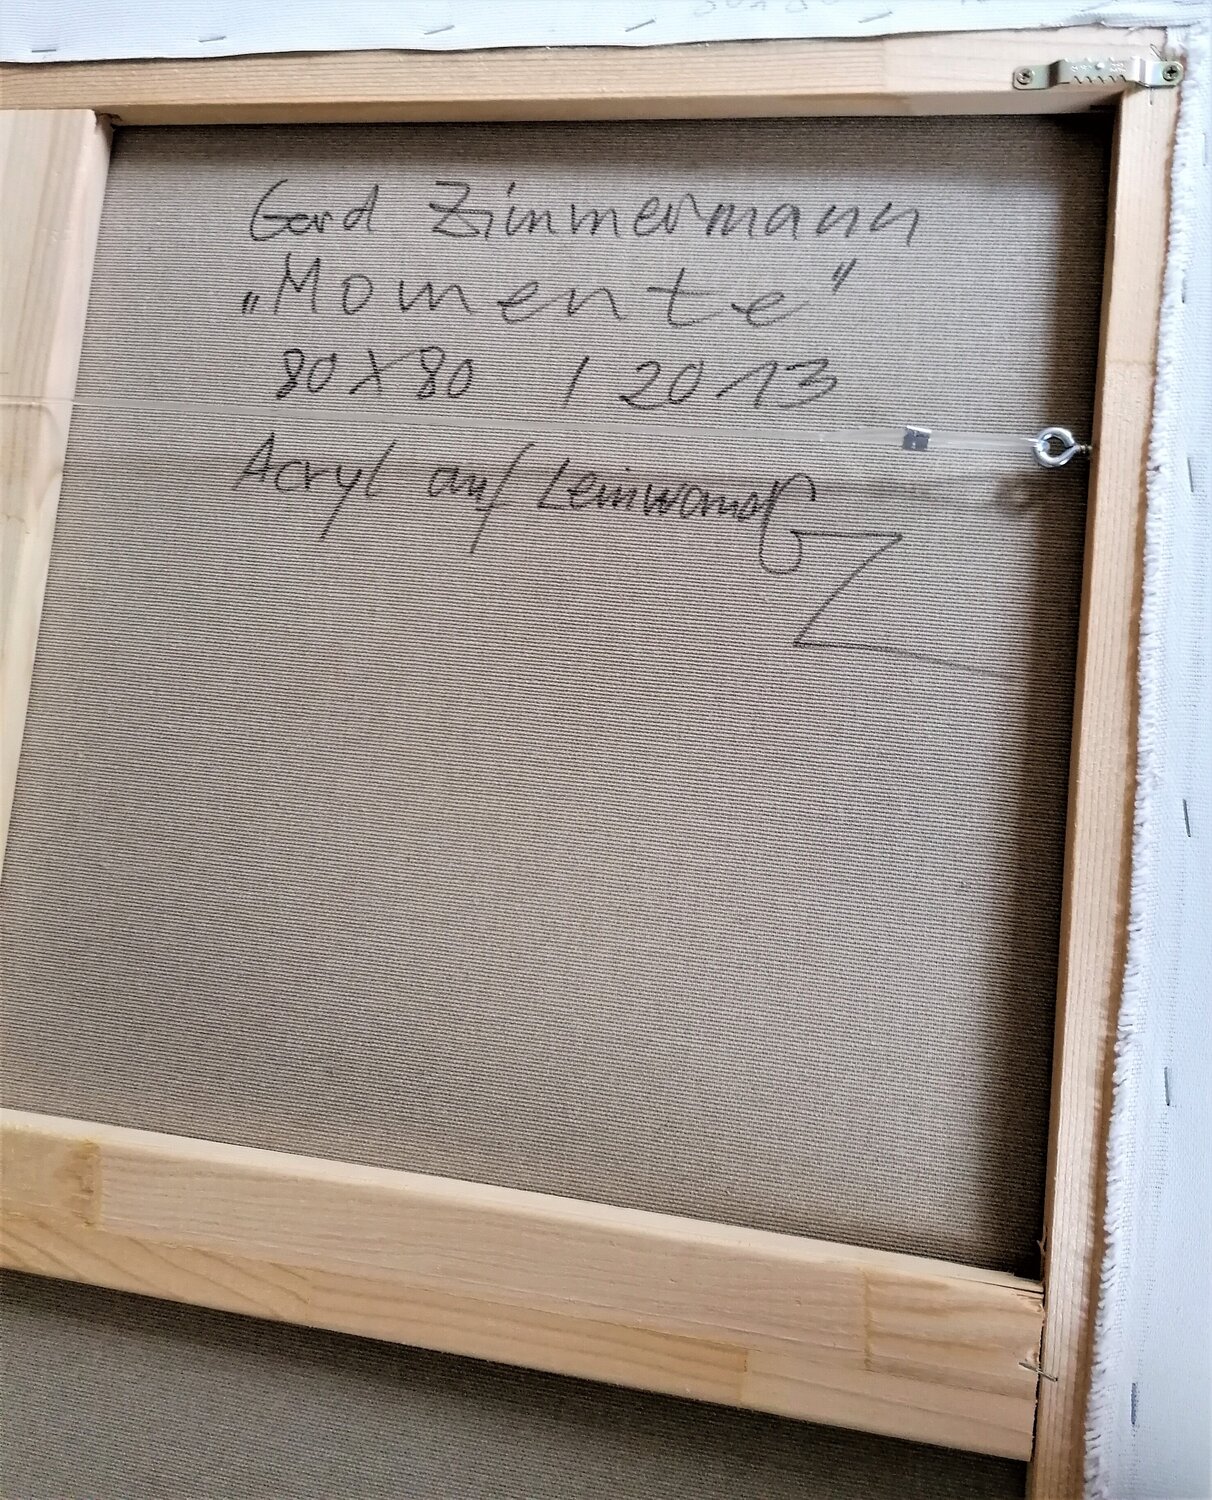 Gerd Zimmermann
„Momente"
80 X 80 / 2013
Acryl auf Leinwand
GZ